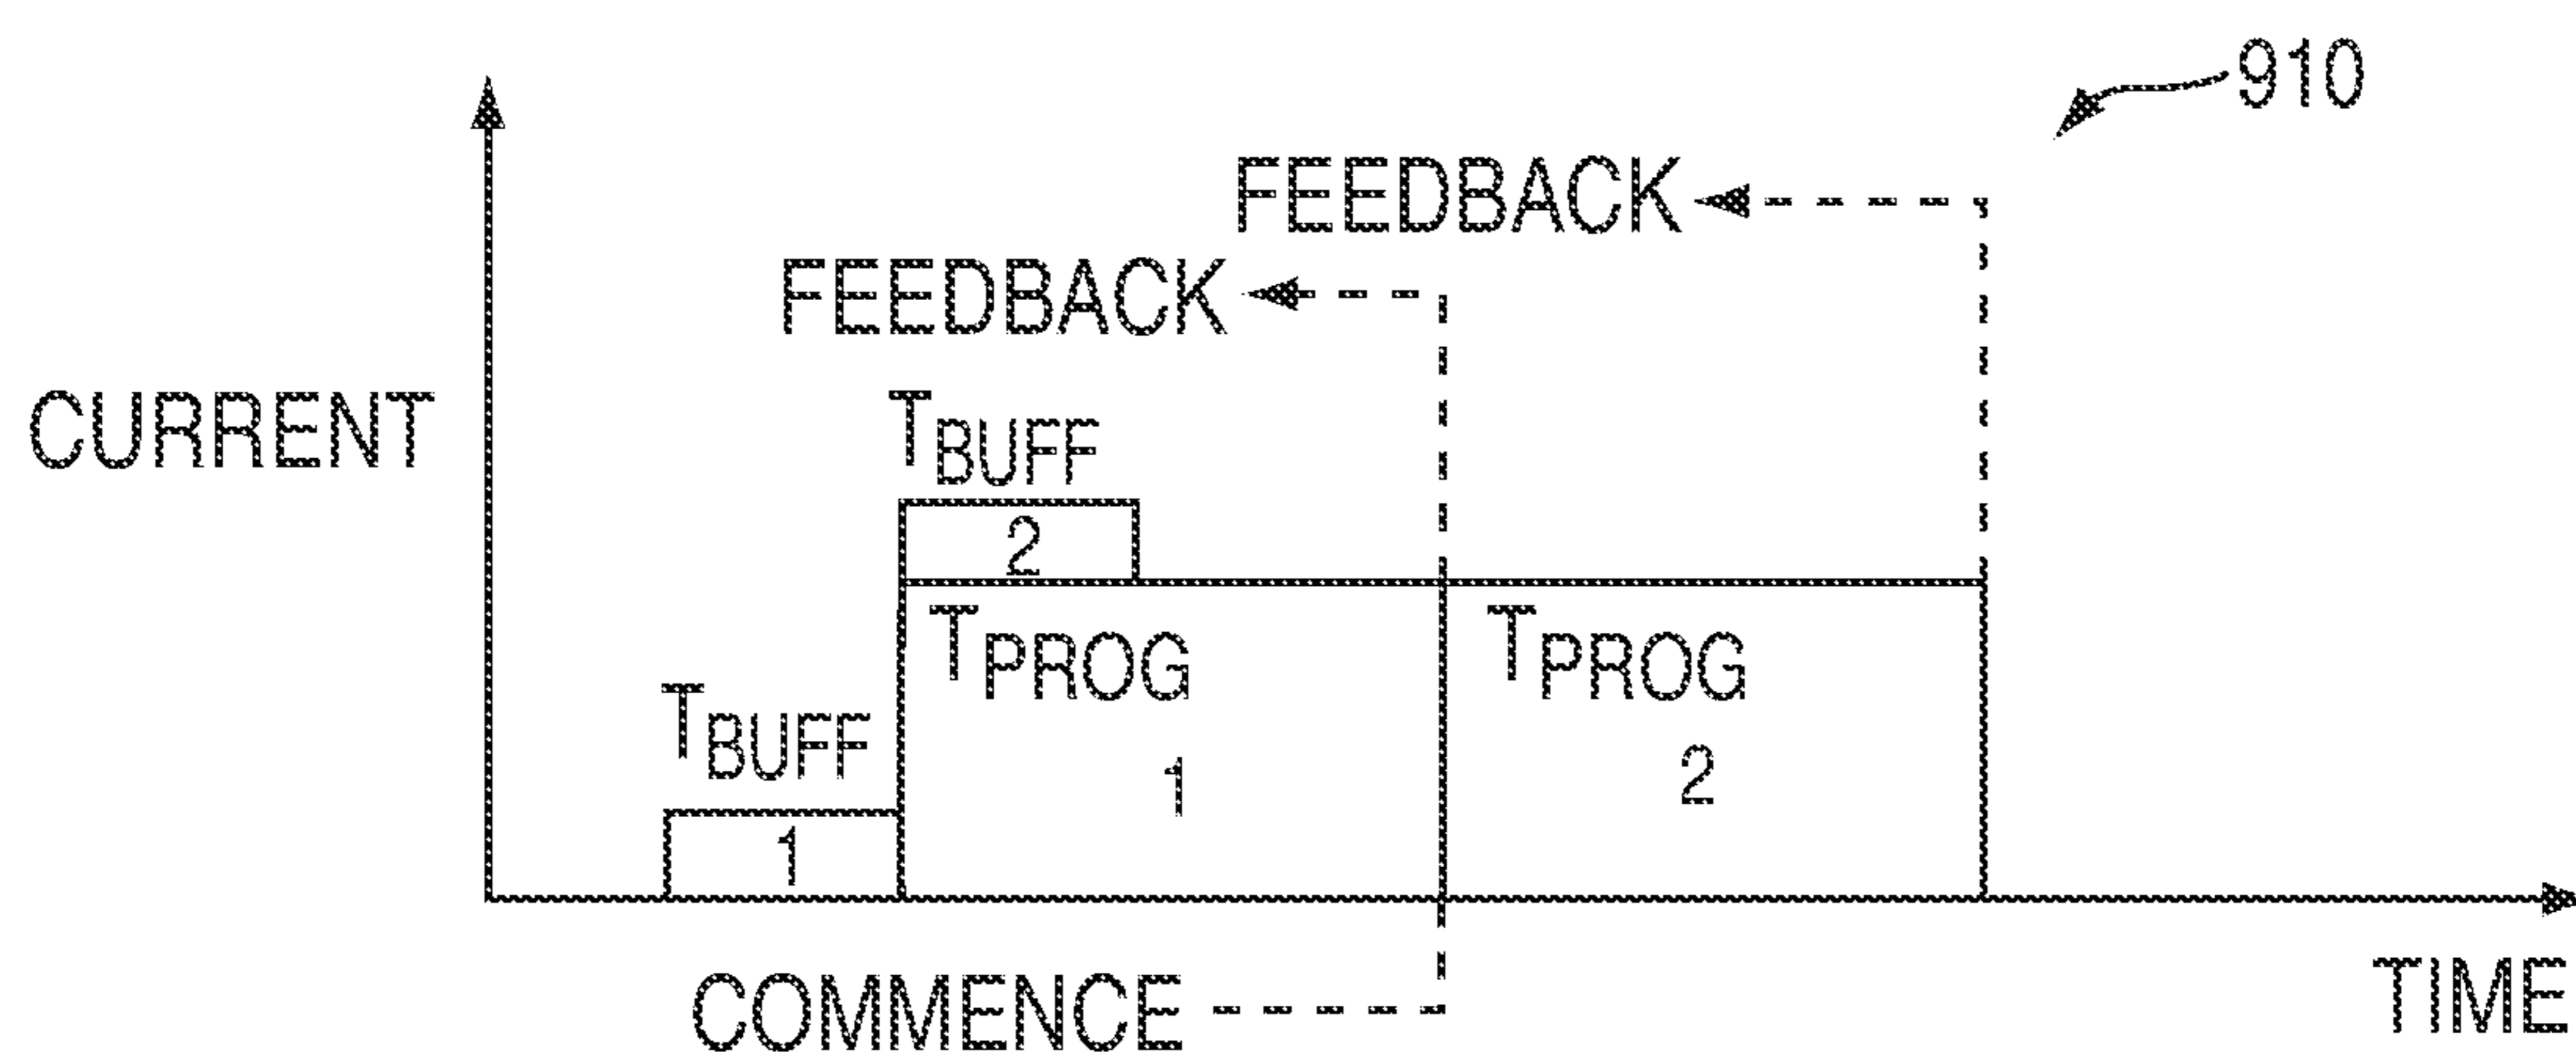 910
FEEDBACK
FEEDBACK
CURRENT
TBUFF
2
TPROG
1
TPROG
2
TBUFF
1
COMMENCE
TIME